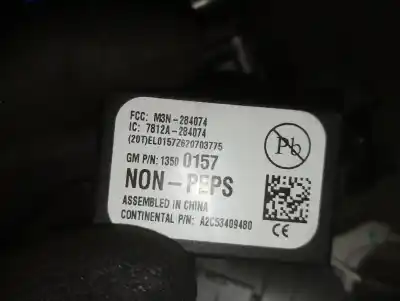 FCC: M3N-284074
IC: 7812A-284074
(20T)EL01572620703775
Pb
GM P/N: 1350 0157
NON-PEPS
ASSEMBLED IN CHINA
CONTINENTAL P/N: A2C53409480
CE